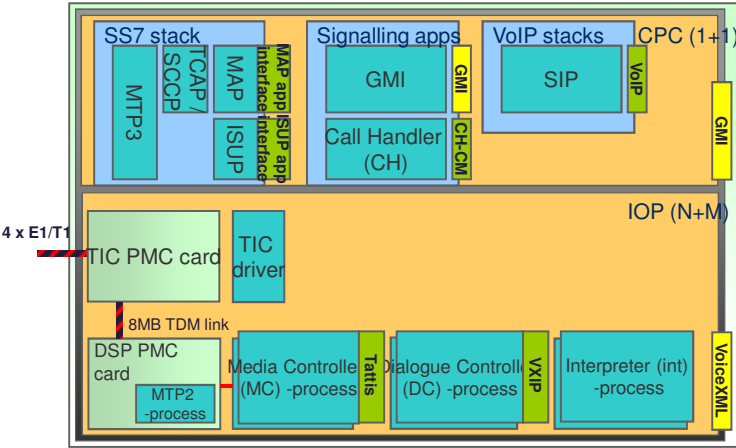 SS7 stack
Signalling apps
VoIP stacks
CPC (1+1)
MTP3
TCAP /
SCCP
MAP
MAP app
interface
GMI
GMI
SIP
VoIP
GMI
ISUP
ISUP app
interface
Call Handler
(CH)
CH-CM
IOP (N+M)
4 x E1/T1
TIC PMC card
TIC
driver
8MB TDM link
DSP PMC
card
MTP2
-process
Media Controlle
(MC) -process
Tattis
Dialogue Controll
(DC) -process
VXIP
Interpreter (int)
-process
VoiceXML